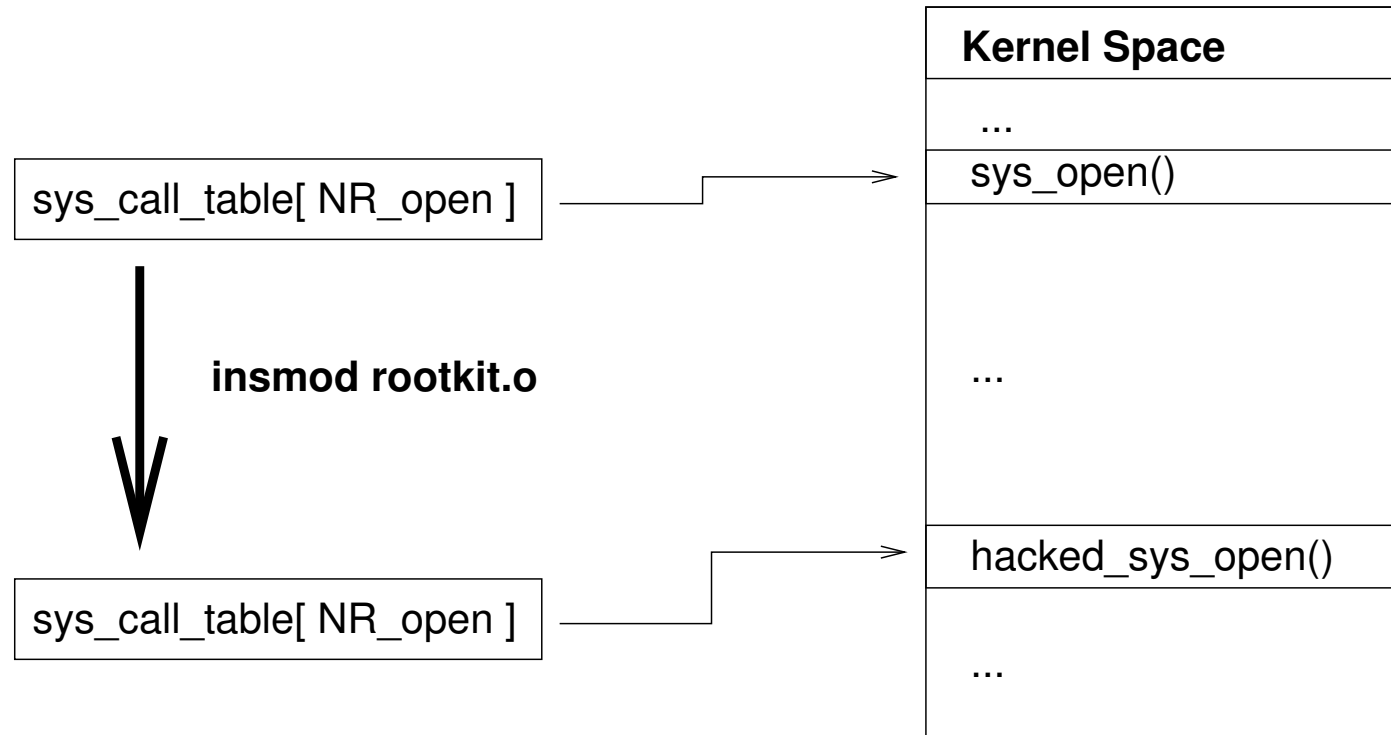 Kernel Space
...
sys_call_table[ NR_open ]
sys_open()
insmod rootkit.o
...
sys_call_table[ NR_open ]
hacked_sys_open()
...